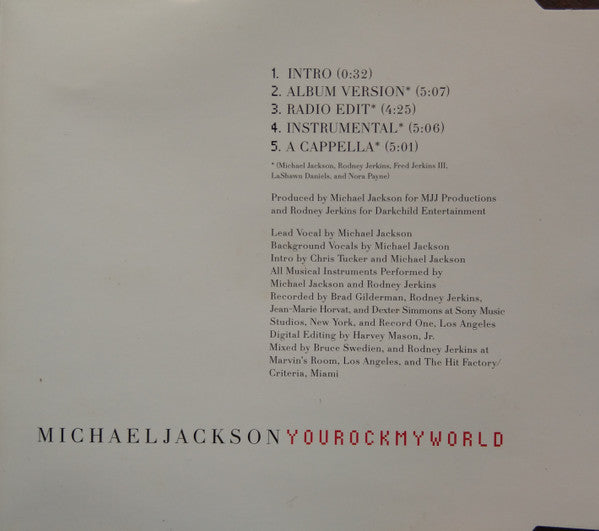 1. INTRO (0:32)
2. ALBUM VERSION* (5:07)
3. RADIO EDIT* (4:25)
4. INSTRUMENTAL* (5:06)
5. A CAPPELLA* (5:01)
* (Michael Jackson, Rodney Jerkins, Fred Jerkins III,
LaShawn Daniels, and Nora Payne)
Produced by Michael Jackson for MJJ Productions
and Rodney Jerkins for Darkchild Entertainment
Lead Vocal by Michael Jackson
Background Vocals by Michael Jackson
Intro by Chris Tucker and Michael Jackson
All Musical Instruments Performed by
Michael Jackson and Rodney Jerkins
Recorded by Brad Gilderman, Rodney Jerkins,
Jean-Marie Horvat, and Dexter Simmons at Sony Music
Studios, New York, and Record One, Los Angeles
Digital Editing by Harvey Mason, Jr.
Mixed by Bruce Swedien, and Rodney Jerkins at
Marvin's Room, Los Angeles, and The Hit Factory/
Criteria, Miami
MICHAELJACKSONYOUROCKMYWORLD